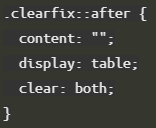 .clearfix::after {
  content: "";
  display: table;
  clear: both;
}